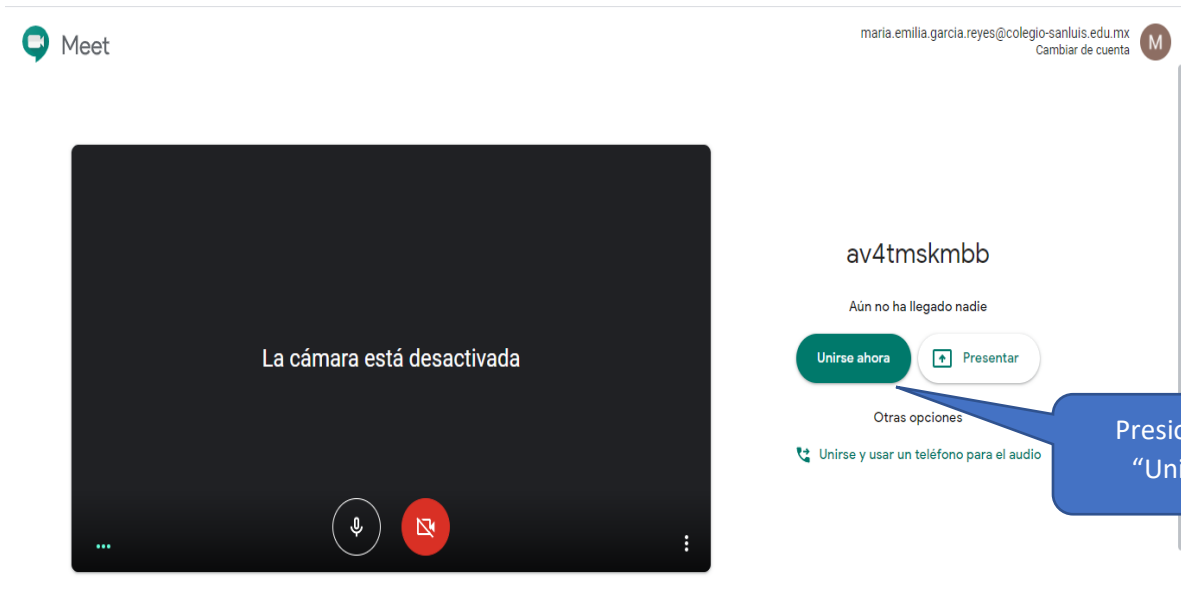 Meet
maria.emilia.garcia.reyes@colegio-sanluis.edu.mx
Cambiar de cuenta
M
La cámara está desactivada
av4tmskmbb
Aún no ha llegado nadie
Unirse ahora
Presentar
Otras opciones
Unirse y usar un teléfono para el audio